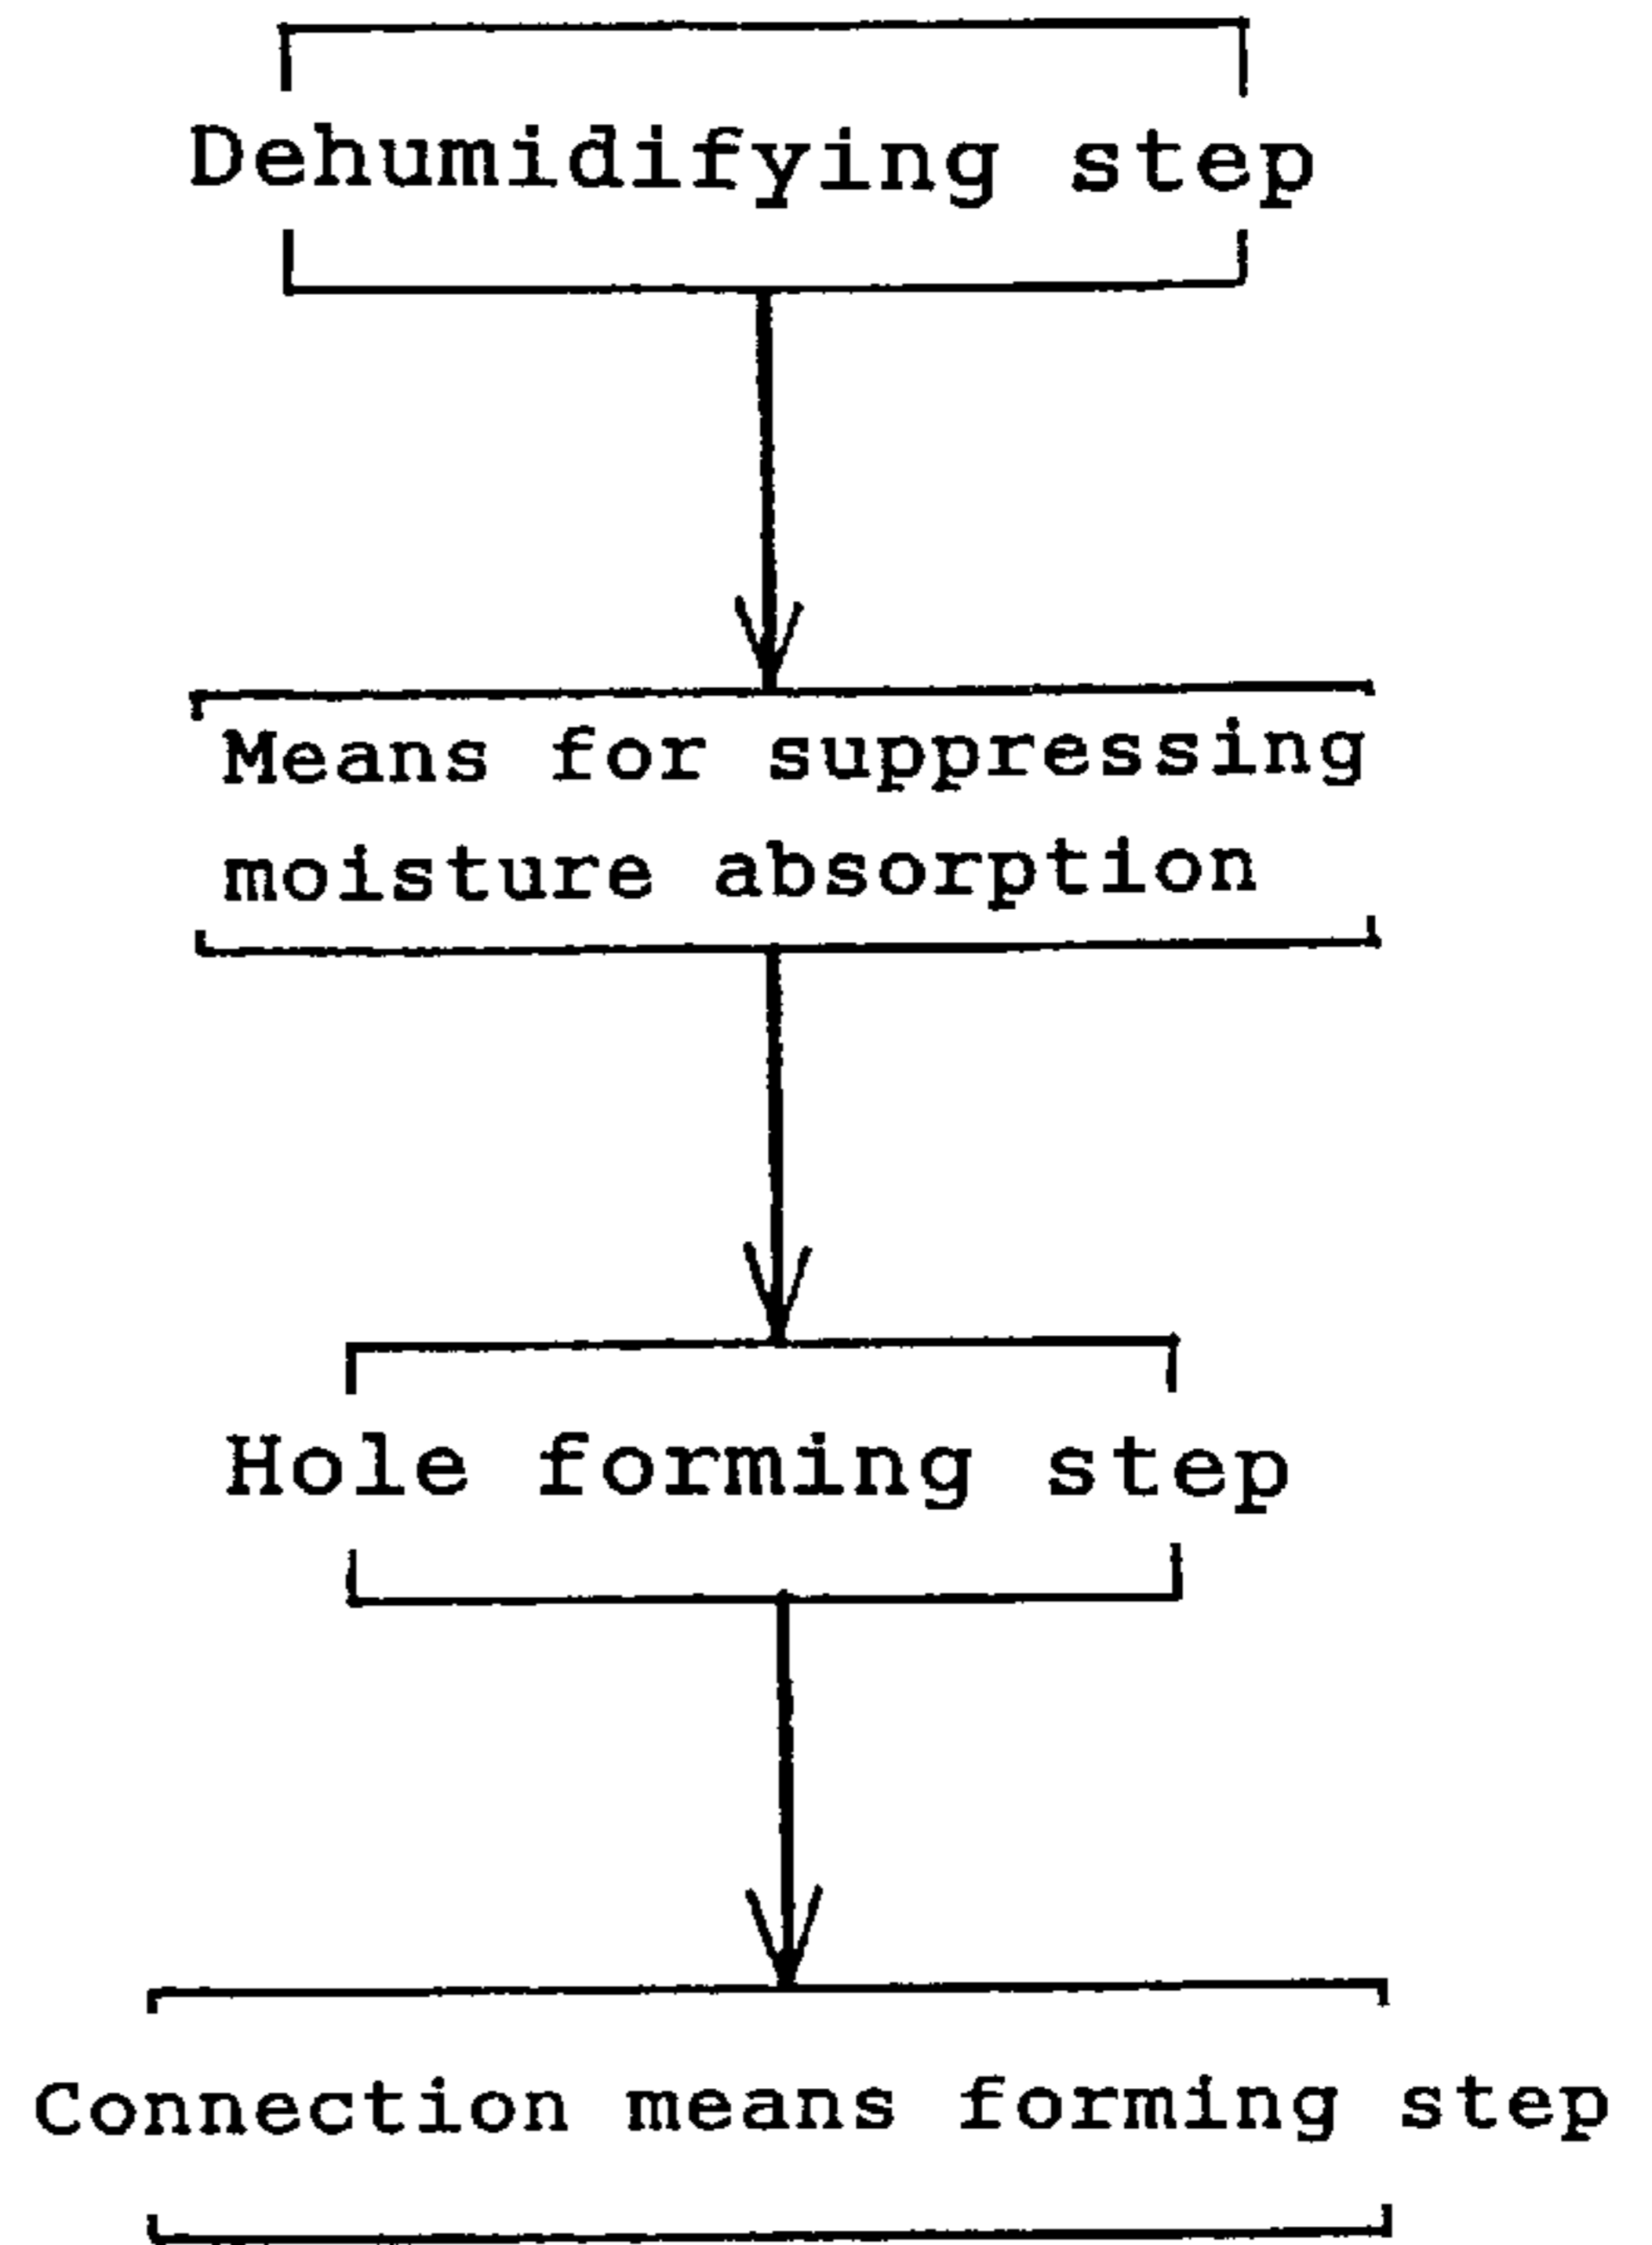 Dehumidifying step
Means for suppressing
moisture absorption
Hole forming step
Connection means forming step